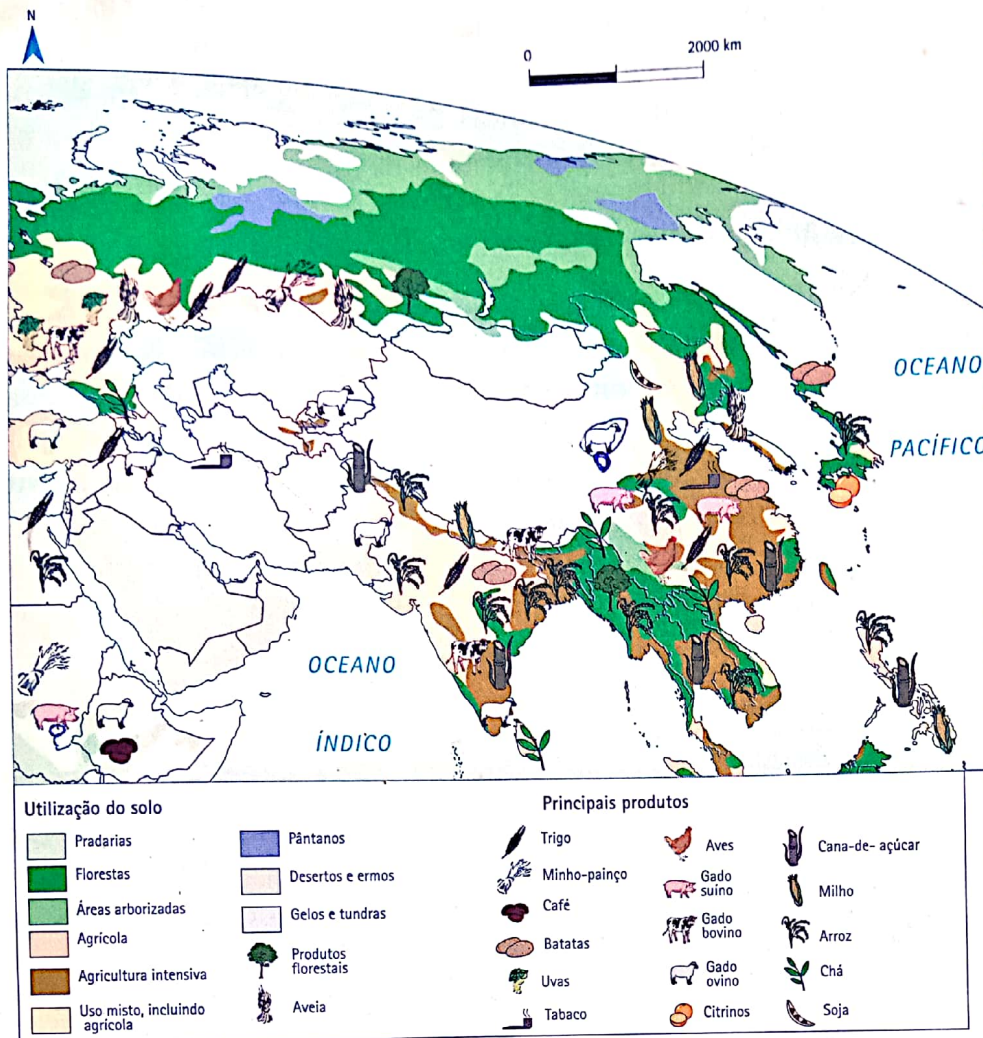 N
0
2000 km
OCEANO
PACÍFICO
OCEANO
ÍNDICO
Utilização do solo
Pradarias
Florestas
Áreas arborizadas
Agrícola
Agricultura intensiva
Uso misto, incluindo
agrícola
Pântanos
Desertos e ermos
Gelos e tundras
Produtos
florestais
Aveia
Principais produtos
Trigo
Minho-painço
Café
Batatas
Uvas
Tabaco
Aves
Gado
suíno
Gado
bovino
Gado
ovino
Citrinos
Cana-de- açúcar
Milho
Arroz
Chá
Soja